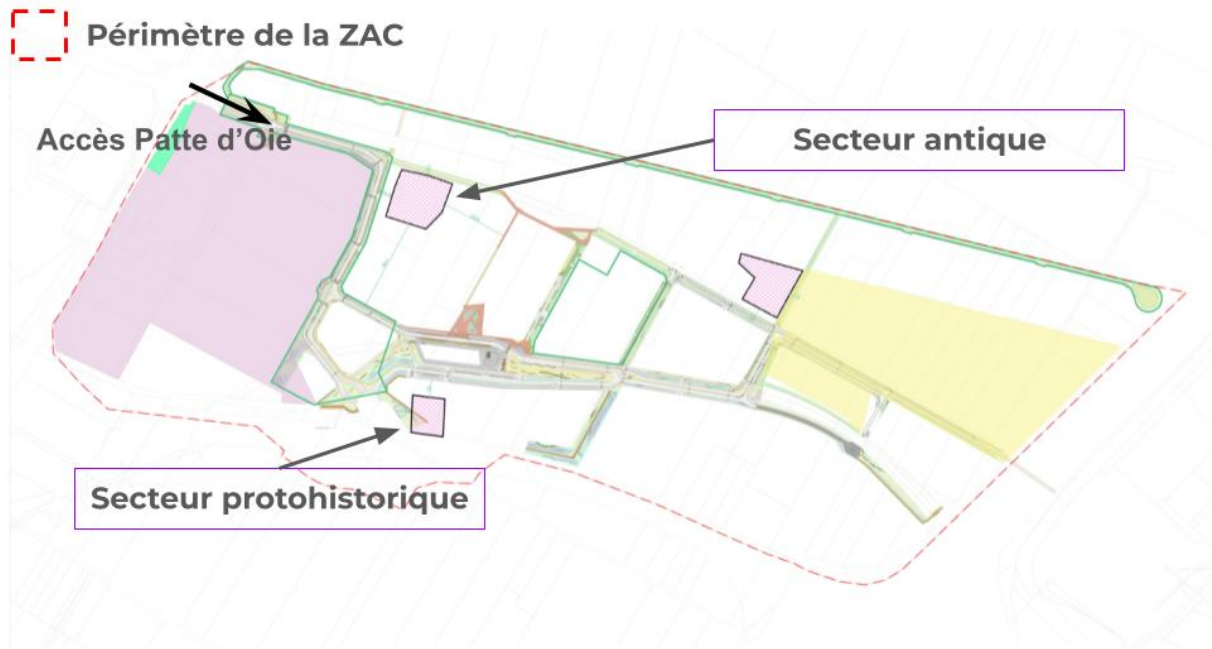 Périmètre de la ZAC
Accès Patte d'Oie
Secteur antique
Secteur protohistorique